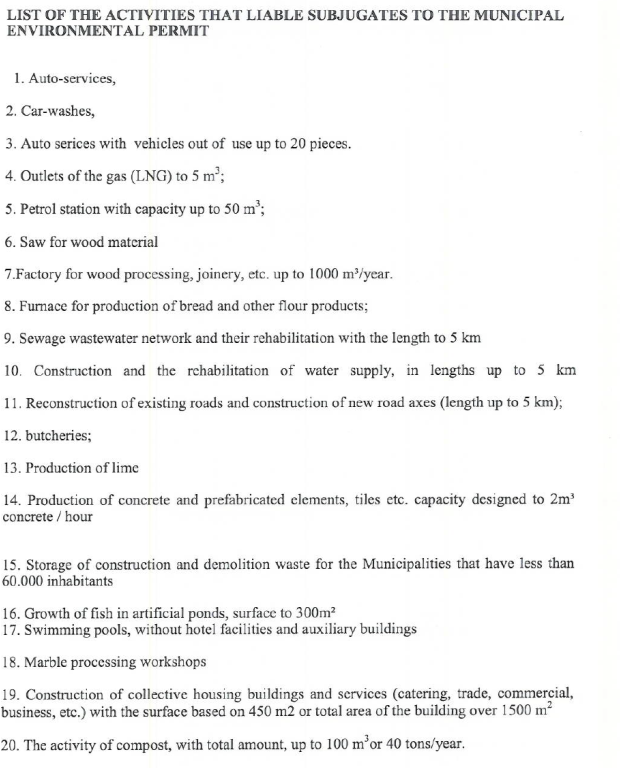 LIST OF THE ACTIVITIES THAT LIABLE SUBJUGATES TO THE MUNICIPAL
ENVIRONMENTAL PERMIT
1. Auto-services,
2. Car-washes,
3. Auto serices with vehicles out of use up to 20 pieces.
4. Outlets of the gas (LNG) to 5 m³;
5. Petrol station with capacity up to 50 m³;
6. Saw for wood material
7.Factory for wood processing, joinery, etc. up to 1000 m³/year.
8. Furnace for production of bread and other flour products;
9. Sewage wastewater network and their rehabilitation with the length to 5 km
10. Construction and the rehabilitation of water supply, in lengths up to 5 km
11. Reconstruction of existing roads and construction of new road axes (length up to 5 km);
12. butcheries;
13. Production of lime
14. Production of concrete and prefabricated elements, tiles etc. capacity designed to 2m³
concrete / hour
15. Storage of construction and demolition waste for the Municipalities that have less than
60.000 inhabitants
16. Growth of fish in artificial ponds, surface to 300m²
17. Swimming pools, without hotel facilities and auxiliary buildings
18. Marble processing workshops
19. Construction of collective housing buildings and services (catering, trade, commercial,
business, etc.) with the surface based on 450 m2 or total area of the building over 1500 m²
20. The activity of compost, with total amount, up to 100 m³or 40 tons/year.